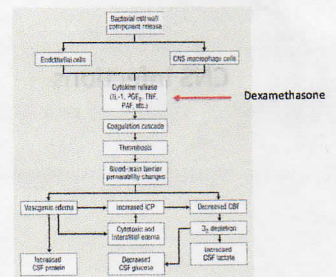 Bacterial cell wall
component release
Endothelial cells
CNS macrophage cells
Cytokine release
(IL-1, PGE₂, TNF,
PAF, etc.)
Dexamethasone
Coagulation cascade
Thrombosis
Blood-brain barrier
permeability changes
Vasogenic edema
Increased ICP
Decreased CBF
Cytotoxic and
interstitial edema
O₂ depletion
Increased
CSF protein
Decreased
CSF glucose
Increased
CSF lactate